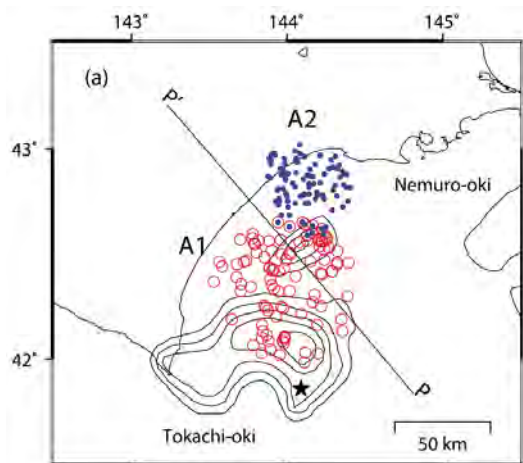 143˚ 144˚ 145˚
(a)
P'
A2
43˚
Nemuro-oki
A1
42˚
P
Tokachi-oki
50 km